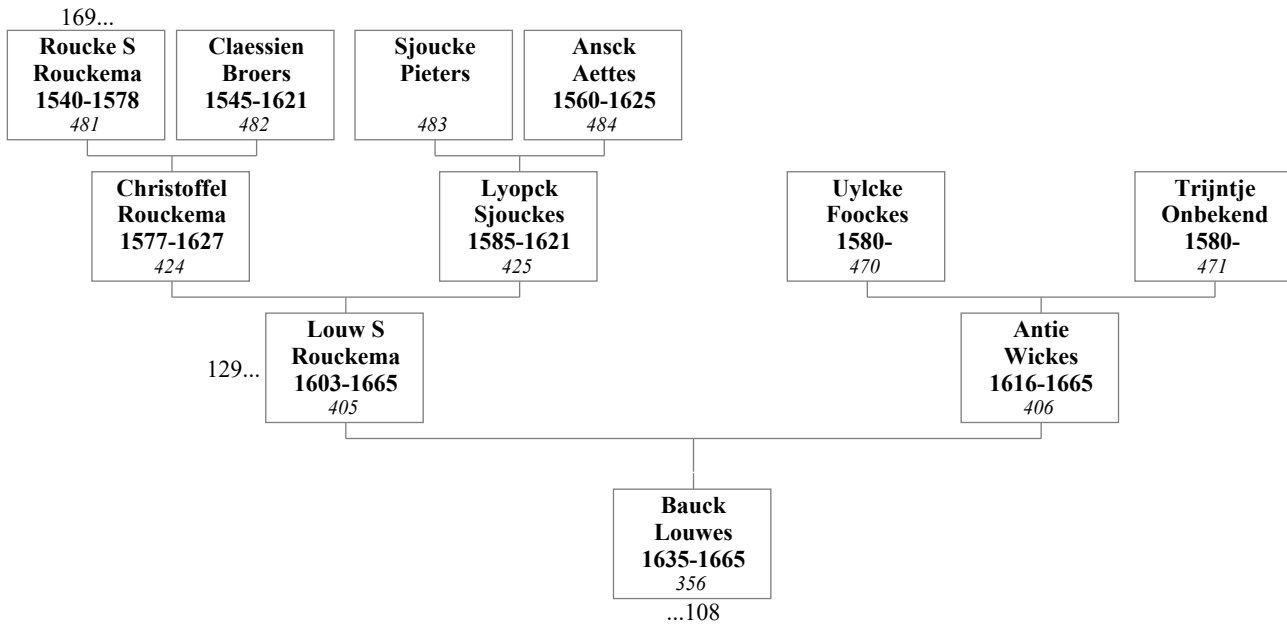 169...
Roucke S
Rouckema
1540-1578
481
Claessien
Broers
1545-1621
482
Sjoucke
Pieters
483
Ansck
Aettes
1560-1625
484
Christoffel
Rouckema
1577-1627
424
Lyopck
Sjouckes
1585-1621
425
Uylcke
Foockes
1580-
470
Trijntje
Onbekend
1580-
471
129...
Louw S
Rouckema
1603-1665
405
Antie
Wickes
1616-1665
406
Bauck
Louwes
1635-1665
356
...108